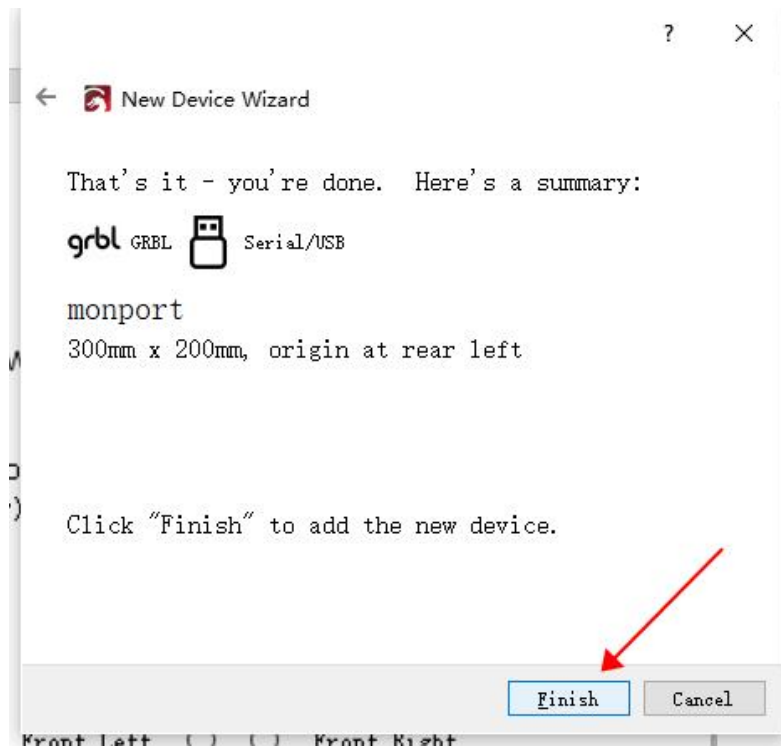 ?
New Device Wizard
That's it - you're done. Here's a summary:
grbl GRBL Serial/USB
monport
300mm x 200mm, origin at rear left
Click "Finish" to add the new device.
Finish Cancel
Front Left Front Right